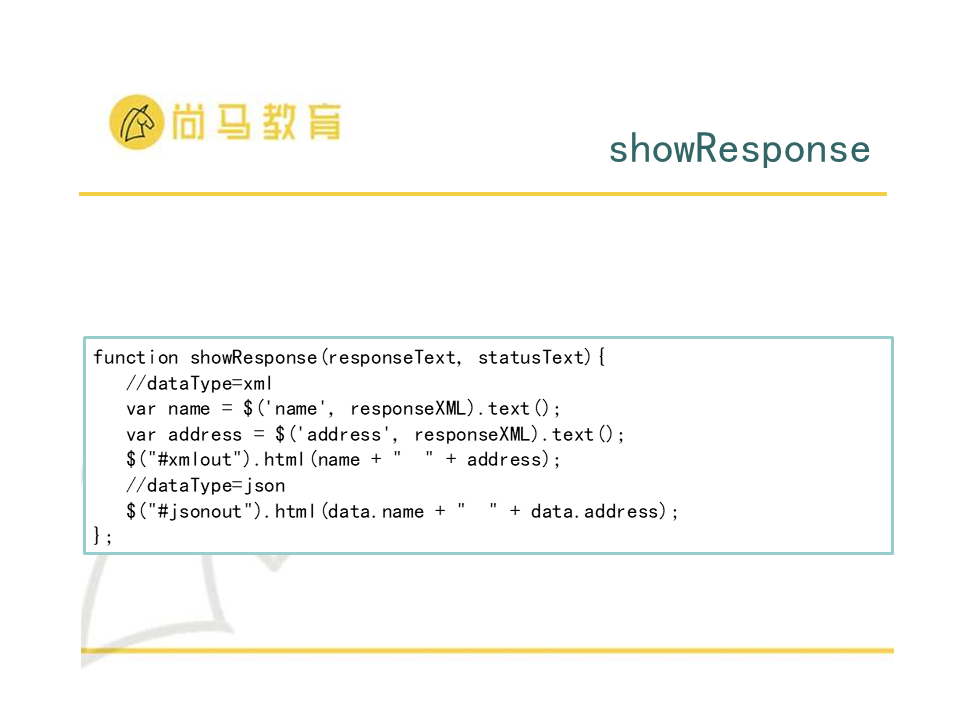 尚马教育
showResponse
function showResponse(responseText, statusText){
   //dataType=xml
   var name = $('name', responseXML).text();
   var address = $('address', responseXML).text();
   $("#xmlout").html(name + "  " + address);
   //dataType=json
   $("#jsonout").html(data.name + "  " + data.address);
};